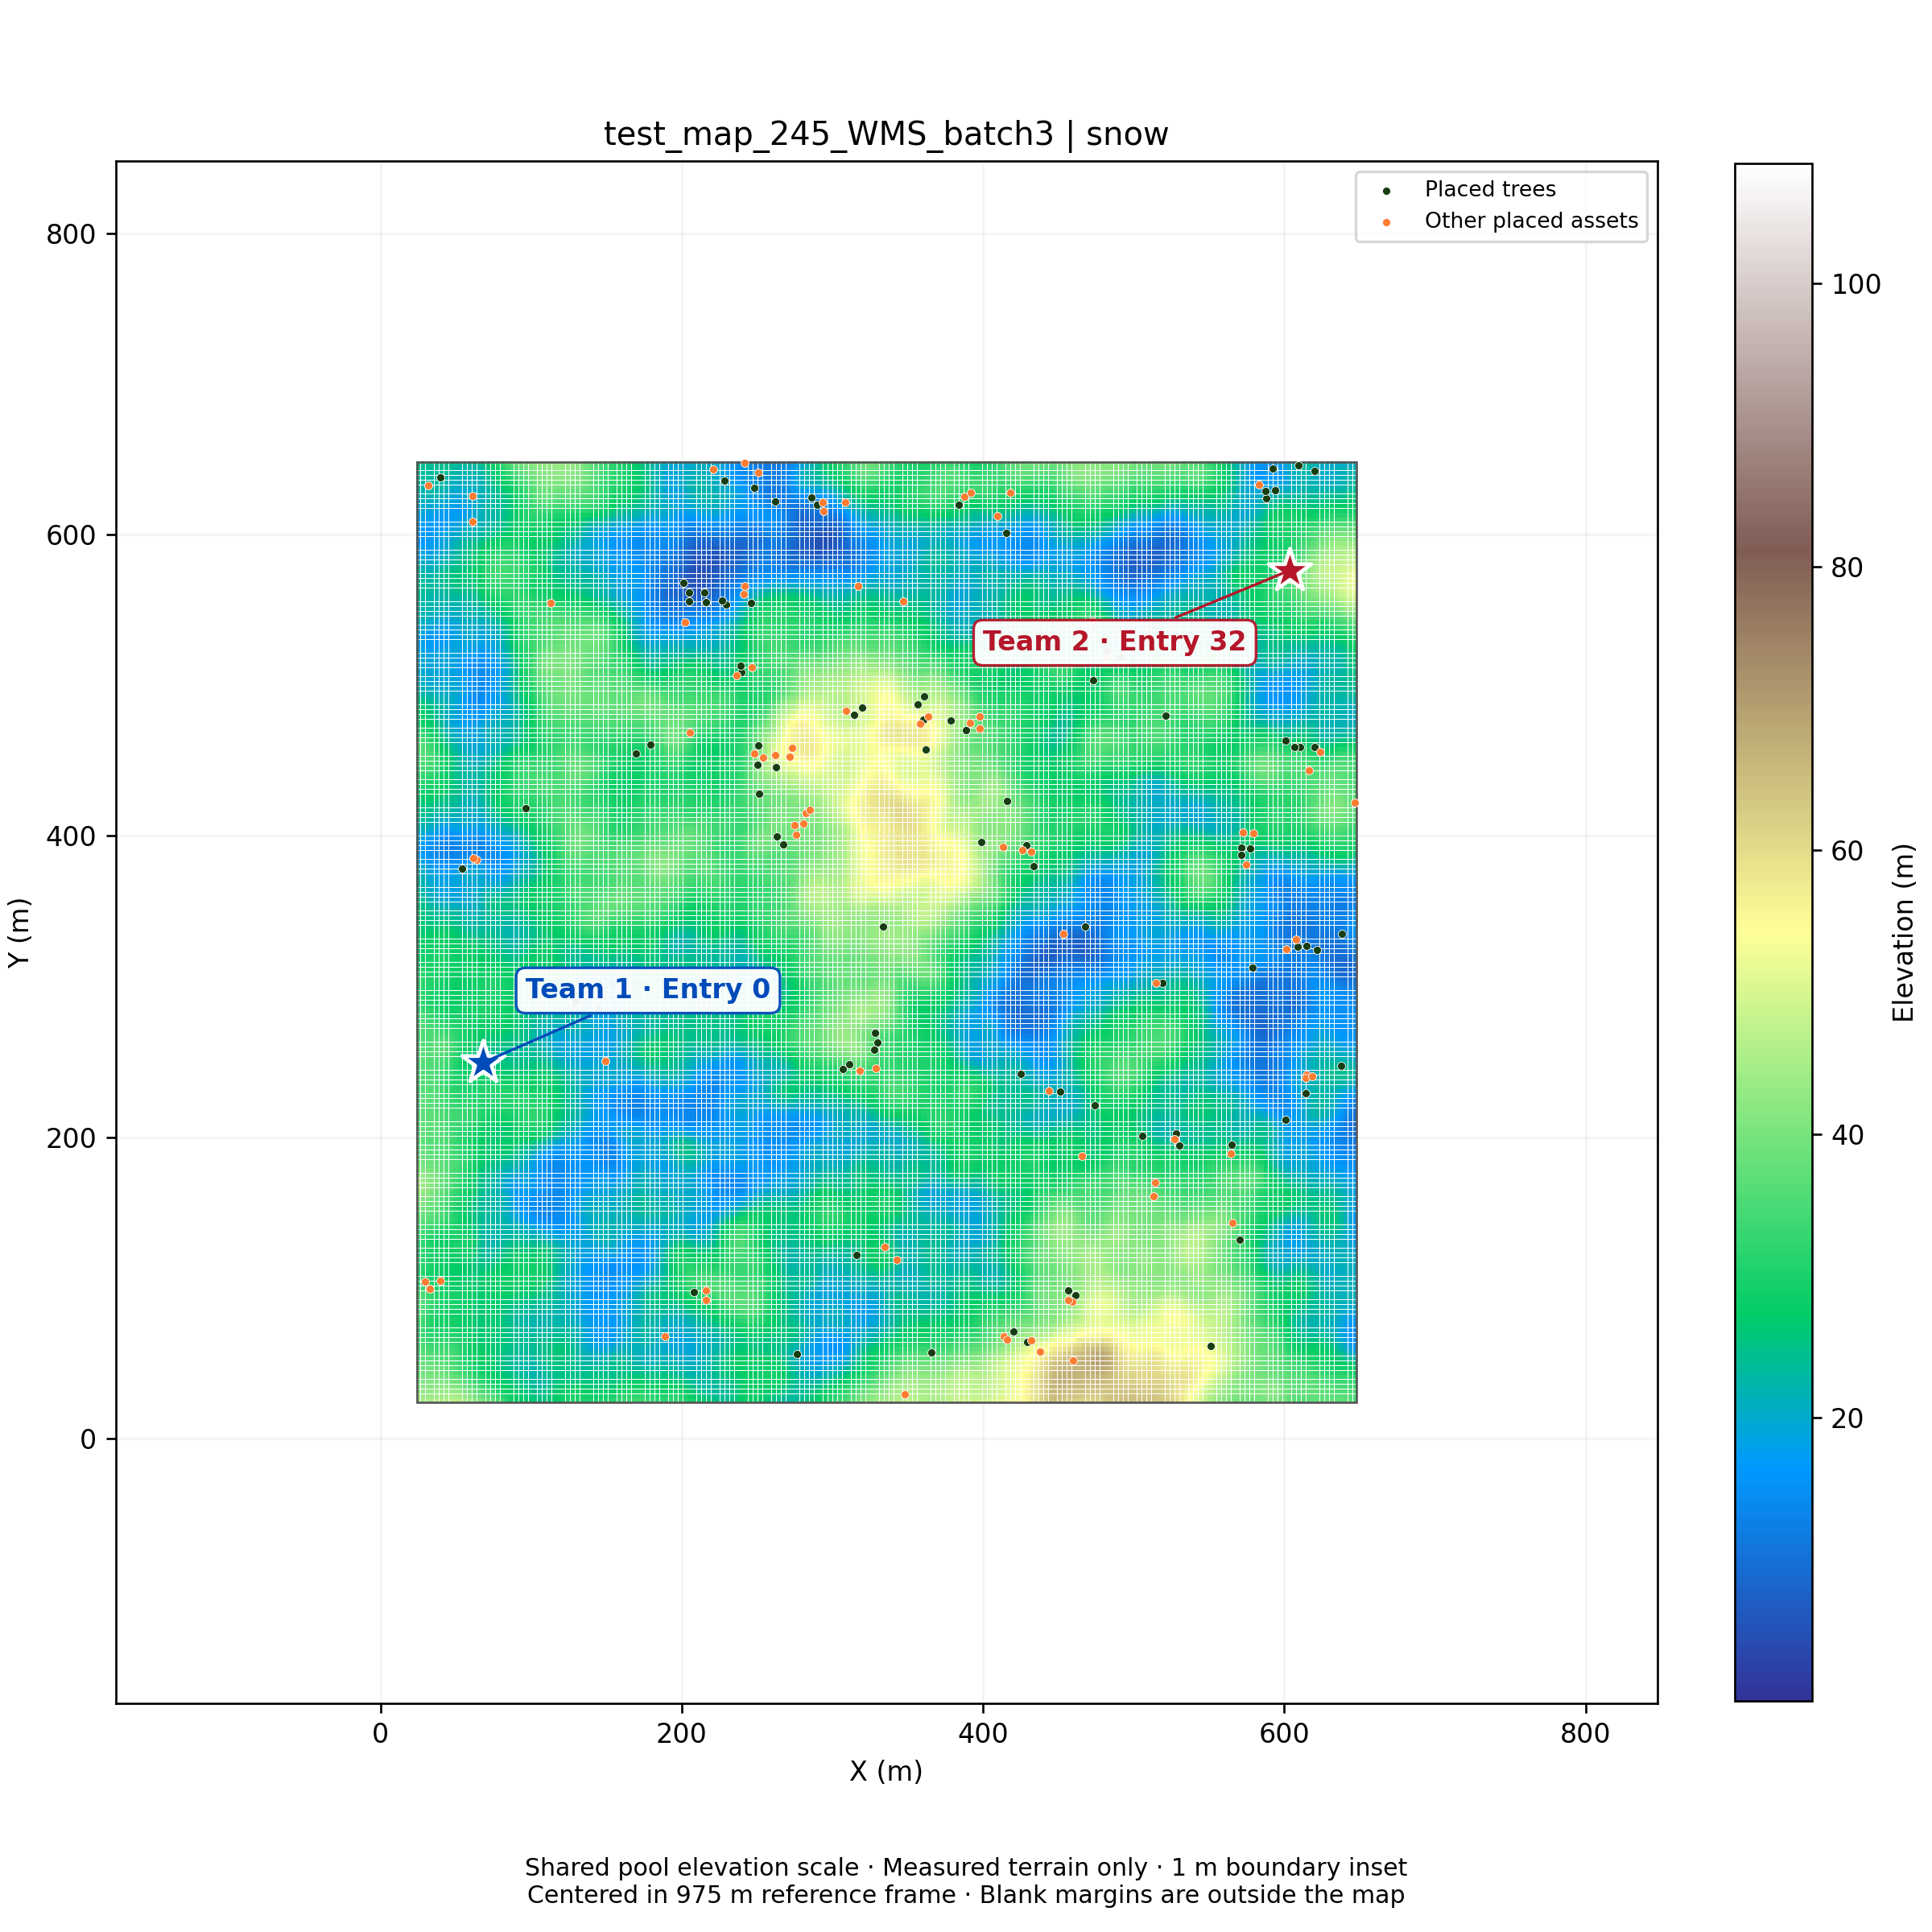 test_map_245_WMS_batch3 | snow
Placed trees
Other placed assets
800
600
400
200
0
Y (m)
Team 2 · Entry 32
Team 1 · Entry 0
0
200
400
600
800
X (m)
100
80
60
40
20
Elevation (m)
Shared pool elevation scale · Measured terrain only · 1 m boundary inset
Centered in 975 m reference frame · Blank margins are outside the map